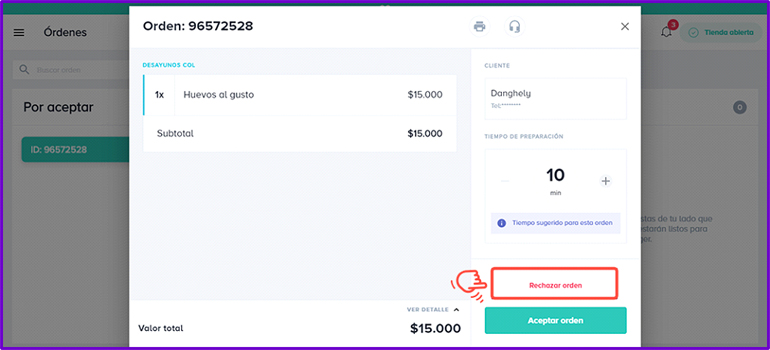 Órdenes
Orden: 96572528
3
Tienda abierta
Buscar orden
Por aceptar
0
ID: 96572528
DESAYUNOS COL
1x Huevos al gusto $15.000
Subtotal $15.000
CLIENTE
Danghely
Tel:********
TIEMPO DE PREPARACIÓN
10
min
Tiempo sugerido para esta orden
Rechazar orden
Aceptar orden
VER DETALLE
Valor total $15.000
stas de tu lado que
starán listos para
ger.